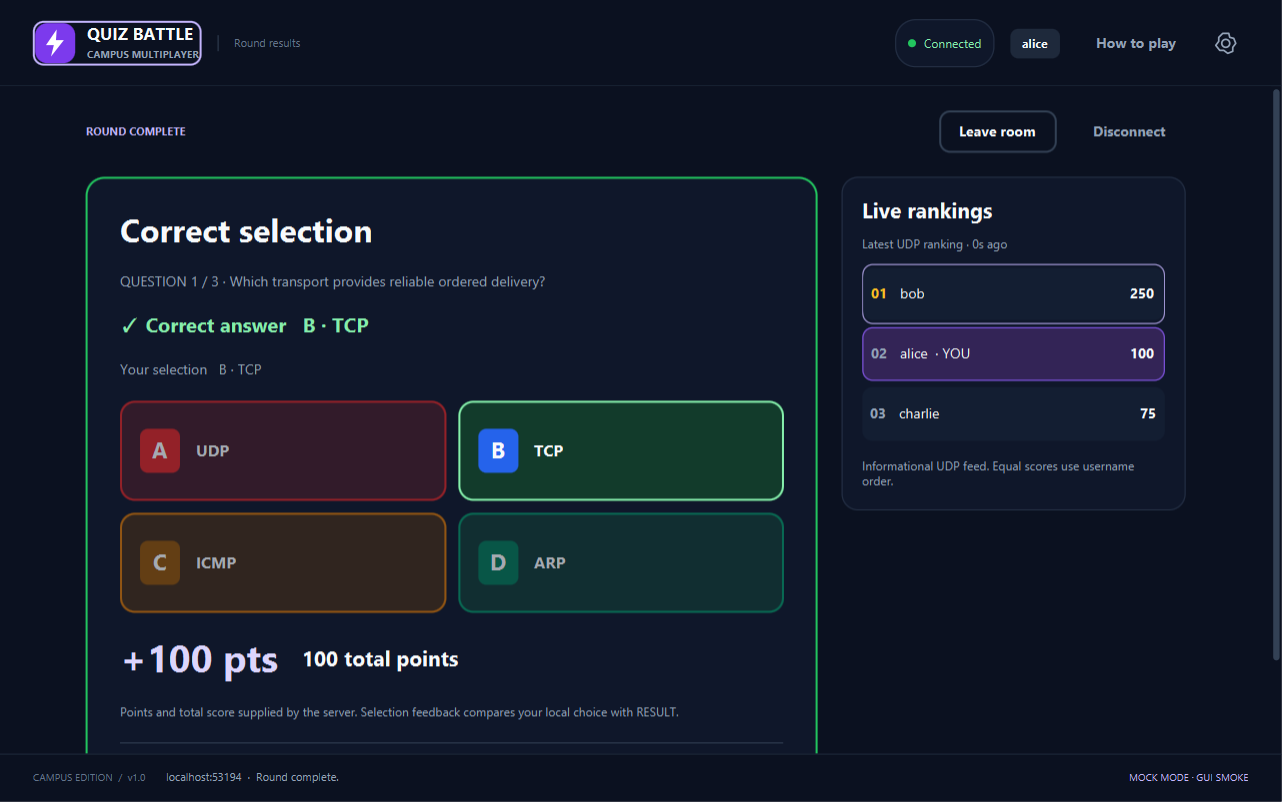 QUIZ BATTLE
CAMPUS MULTIPLAYER
Round results
Connected
alice
How to play
ROUND COMPLETE
Leave room
Disconnect
Correct selection
QUESTION 1 / 3 · Which transport provides reliable ordered delivery?
✓ Correct answer B · TCP
Your selection B · TCP
A UDP
B TCP
C ICMP
D ARP
+100 pts 100 total points
Points and total score supplied by the server. Selection feedback compares your local choice with RESULT.
Live rankings
Latest UDP ranking · 0s ago
01 bob 250
02 alice · YOU 100
03 charlie 75
Informational UDP feed. Equal scores use username
order.
CAMPUS EDITION / v1.0 localhost:53194 · Round complete.
MOCK MODE · GUI SMOKE